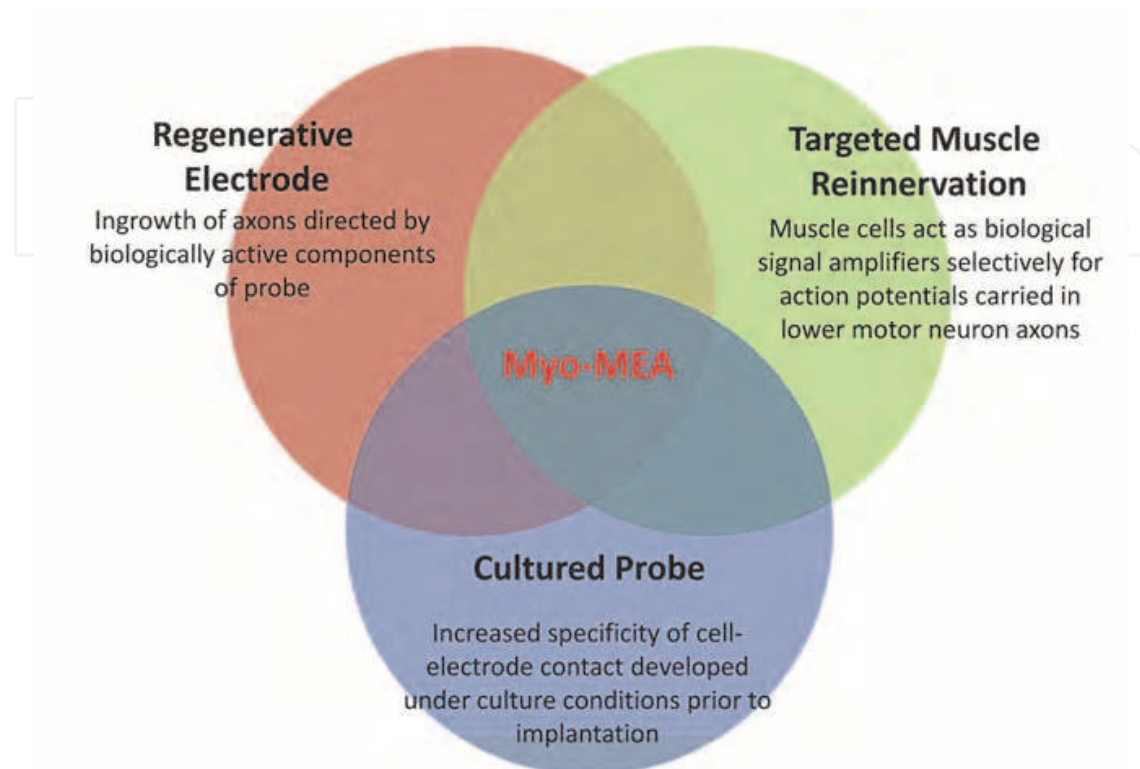 Regenerative
Electrode
Ingrowth of axons directed by
biologically active components
of probe
Targeted Muscle
Reinnervation
Muscle cells act as biological
signal amplifiers selectively for
action potentials carried in
lower motor neuron axons
Myo-MEA
Cultured Probe
Increased specificity of cell-
electrode contact developed
under culture conditions prior to
implantation